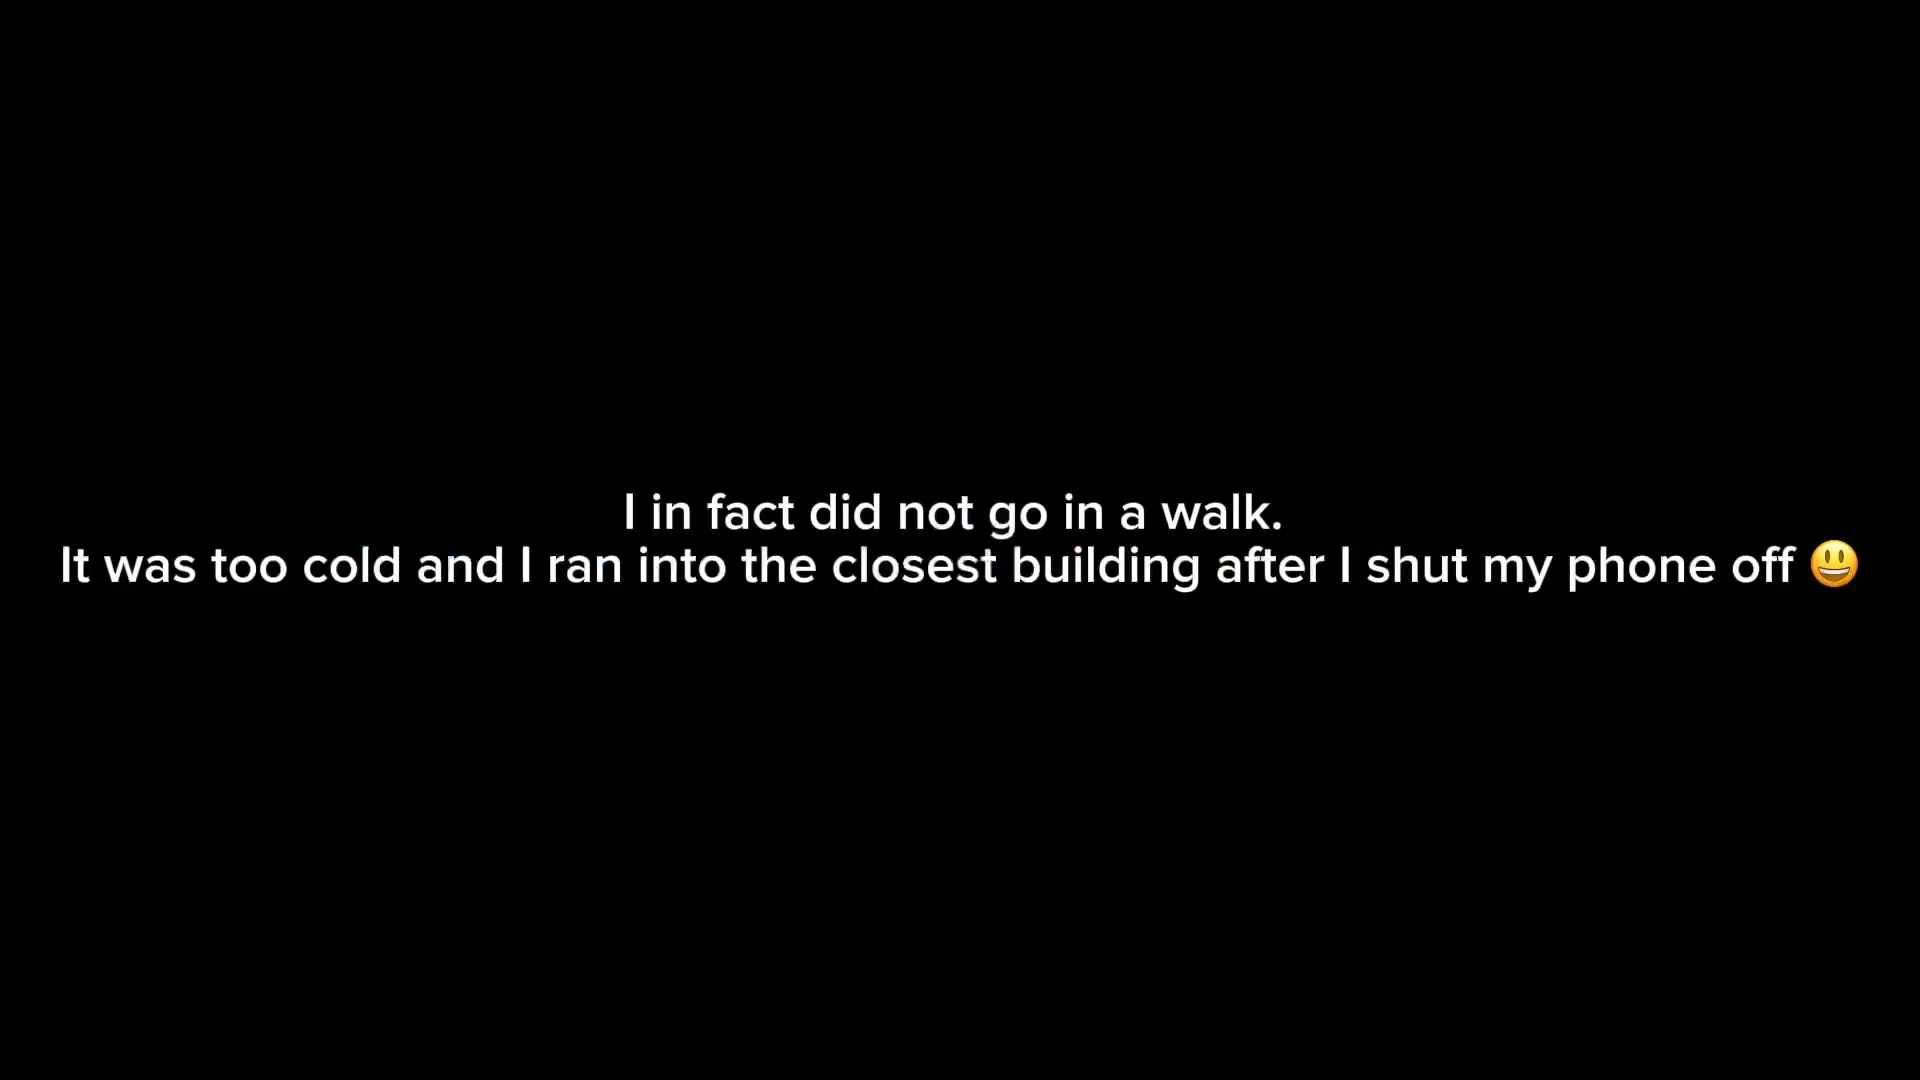 I in fact did not go in a walk.
It was too cold and I ran into the closest building after I shut my phone off 😃